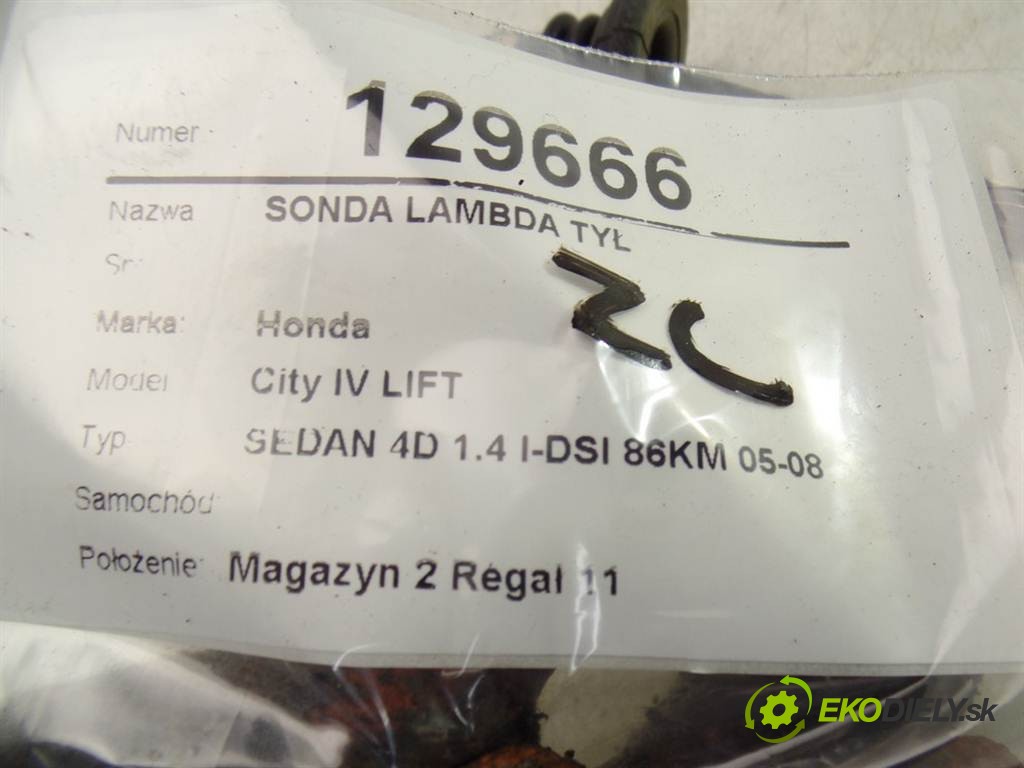 Numer 129666
Nazwa SONDA LAMBDA TYŁ
Sr:
ZC
Marka: Honda
Model City IV LIFT
Typ SEDAN 4D 1.4 I-DSI 86KM 05-08
Samochód:
Położenie: Magazyn 2 Regał 11
EKODIELY.sk